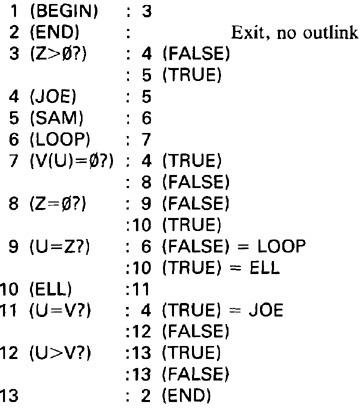 1 (BEGIN) : 3
2 (END) : Exit, no outlink
3 (Z>Ø?) : 4 (FALSE)
: 5 (TRUE)
4 (JOE) : 5
5 (SAM) : 6
6 (LOOP) : 7
7 (V(U)=Ø?) : 4 (TRUE)
: 8 (FALSE)
8 (Z=Ø?) : 9 (FALSE)
:10 (TRUE)
9 (U=Z?) : 6 (FALSE) = LOOP
:10 (TRUE) = ELL
10 (ELL) :11
11 (U=V?) : 4 (TRUE) = JOE
:12 (FALSE)
12 (U>V?) :13 (TRUE)
:13 (FALSE)
13 : 2 (END)